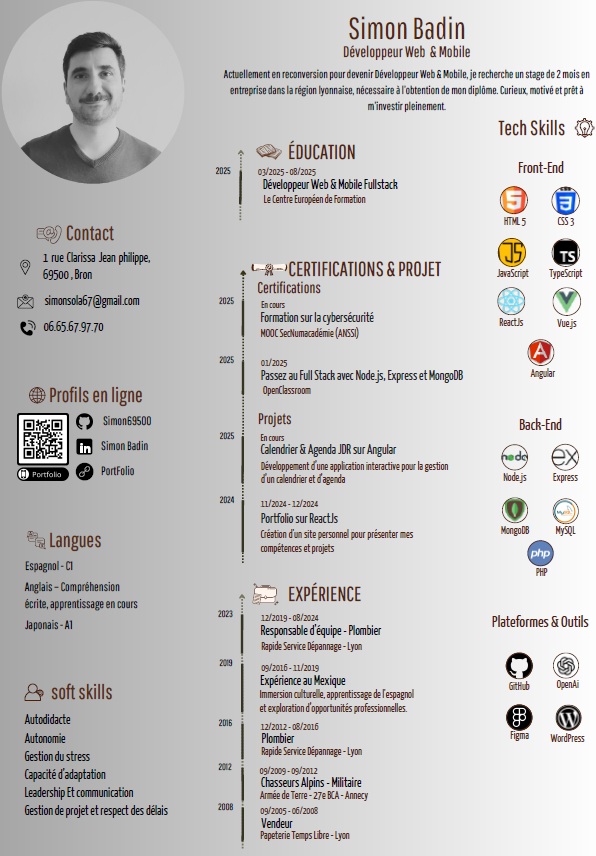 Simon Badin
Développeur Web & Mobile
Actuellement en reconversion pour devenir Développeur Web & Mobile, je recherche un stage de 2 mois en
entreprise dans la région lyonnaise, nécessaire à l'obtention de mon diplôme. Curieux, motivé et prêt à
m'investir pleinement.
Contact
1 rue Clarissa Jean philippe,
69500 , Bron
simonsola67@gmail.com
06.65.67.97.70
Profils en ligne
Simon69500
Simon Badin
PortFolio
Portfolio
Langues
Espagnol - C1
Anglais – Compréhension
écrite, apprentissage en cours
Japonais - A1
soft skills
Autodidacte
Autonomie
Gestion du stress
Capacité d'adaptation
Leadership Et communication
Gestion de projet et respect des délais
ÉDUCATION
2025
03/2025 - 08/2025
Développeur Web & Mobile Fullstack
Le Centre Européen de Formation
CERTIFICATIONS & PROJET
Certifications
2025
En cours
Formation sur la cybersécurité
MOOC SecNumacadémie (ANSSI)
2025
01/2025
Passez au Full Stack avec Node.js, Express et MongoDB
OpenClassroom
Projets
2025
En cours
Calendrier & Agenda JDR sur Angular
Développement d'une application interactive pour la gestion
d'un calendrier et d'agenda
2024
11/2024 - 12/2024
Portfolio sur ReactJs
Création d'un site personnel pour présenter mes
compétences et projets
EXPÉRIENCE
2023
12/2019 - 08/2024
Responsable d'équipe - Plombier
Rapide Service Dépannage - Lyon
2019
09/2016 - 11/2019
Expérience au Mexique
Immersion culturelle, apprentissage de l'espagnol
et exploration d'opportunités professionnelles.
2016
12/2012 - 08/2016
Plombier
Rapide Service Dépannage - Lyon
2012
09/2009 - 09/2012
Chasseurs Alpins - Militaire
Armée de Terre - 27e BCA - Annecy
2008
09/2005 - 06/2008
Vendeur
Papeterie Temps Libre - Lyon
Tech Skills
Front-End
HTML 5
CSS 3
JS
JavaScript
TS
TypeScript
ReactJs
Vue.js
Angular
Back-End
node
Node.js
ex
Express
MongoDB
MySQL
MySQL
php
PHP
Plateformes & Outils
GitHub
OpenAi
Figma
WordPress